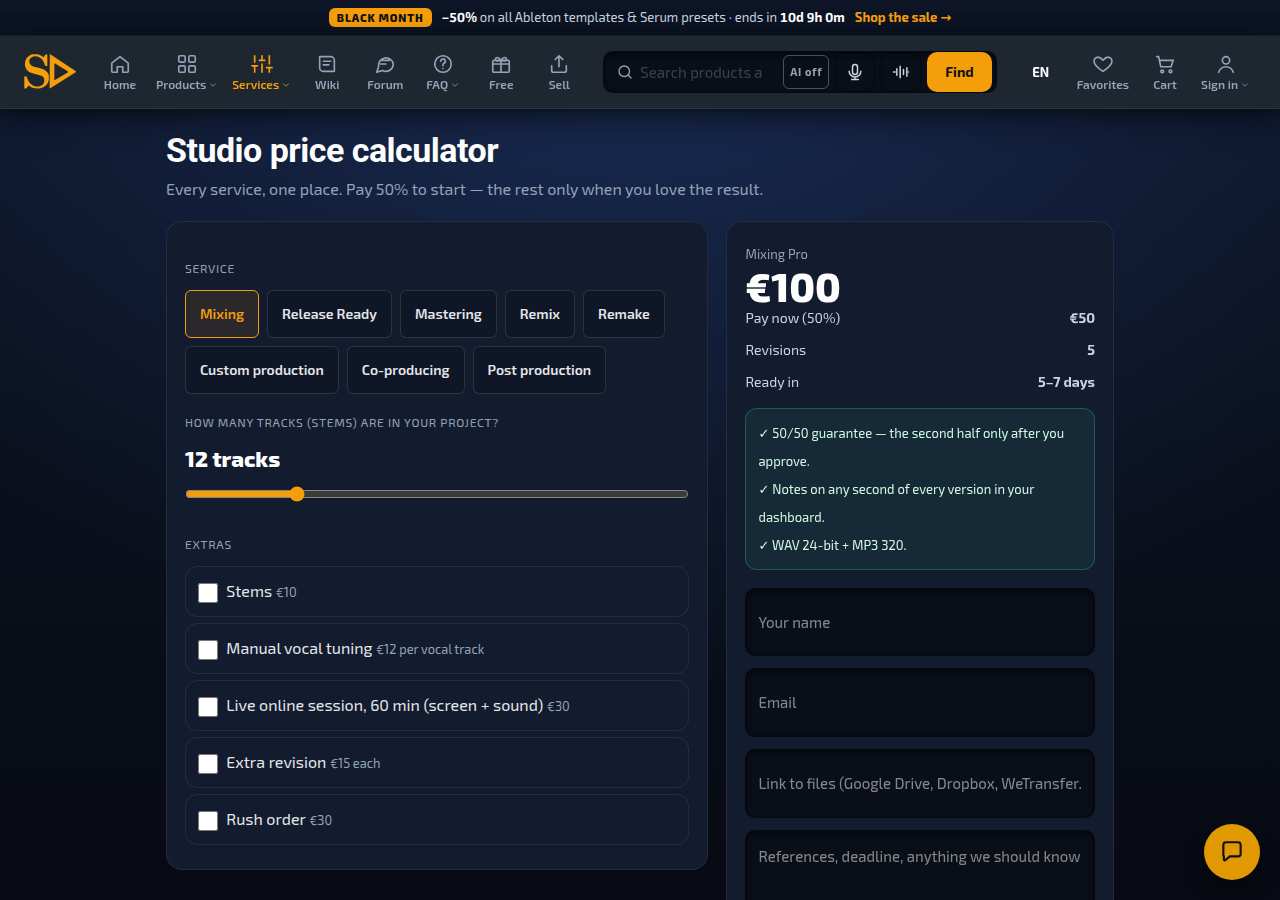 BLACK MONTH −50% on all Ableton templates & Serum presets · ends in 10d 9h 0m Shop the sale →
SD
Home
Products
Services
Wiki
Forum
FAQ
Free
Sell
Search products a
AI off
Find
EN
Favorites
Cart
Sign in
Studio price calculator
Every service, one place. Pay 50% to start — the rest only when you love the result.
SERVICE
Mixing
Release Ready
Mastering
Remix
Remake
Custom production
Co-producing
Post production
HOW MANY TRACKS (STEMS) ARE IN YOUR PROJECT?
12 tracks
EXTRAS
Stems €10
Manual vocal tuning €12 per vocal track
Live online session, 60 min (screen + sound) €30
Extra revision €15 each
Rush order €30
Mixing Pro
€100
Pay now (50%) €50
Revisions 5
Ready in 5–7 days
✓ 50/50 guarantee — the second half only after you
approve.
✓ Notes on any second of every version in your
dashboard.
✓ WAV 24-bit + MP3 320.
Your name
Email
Link to files (Google Drive, Dropbox, WeTransfer.
References, deadline, anything we should know